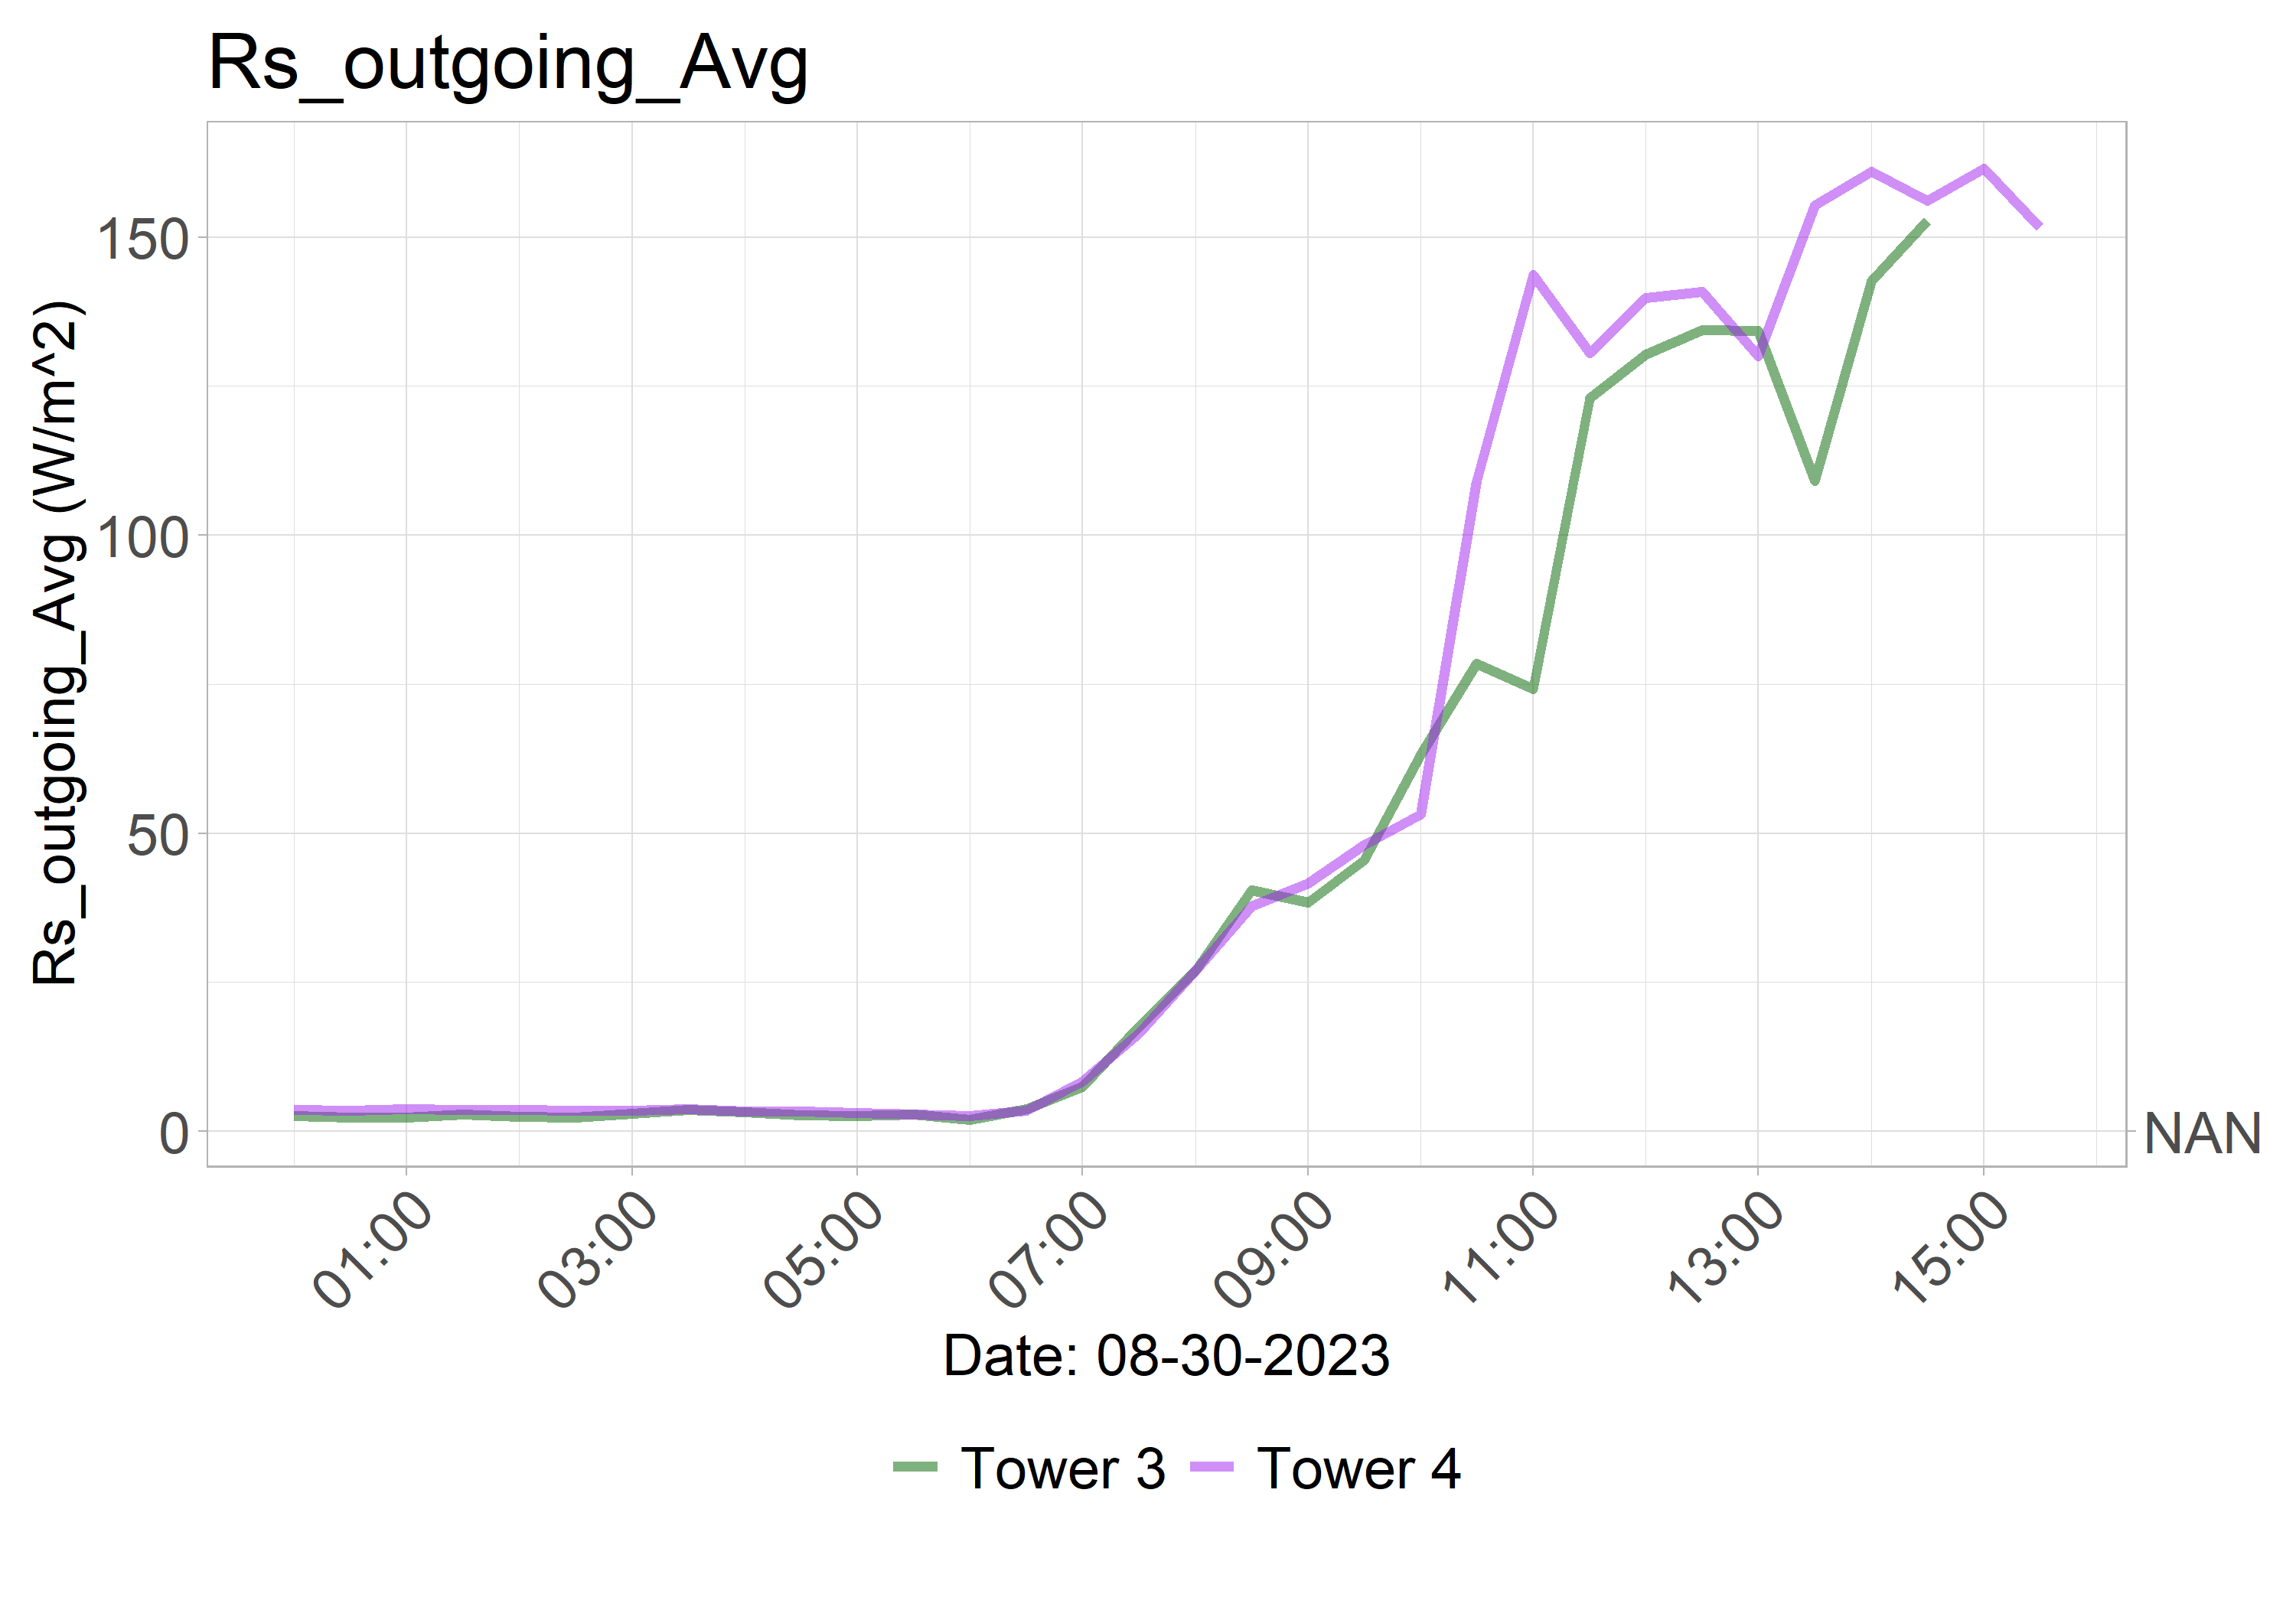 Rs_outgoing_Avg
Rs_outgoing_Avg (W/m^2)
150
100
50
0
NAN
01:00 03:00 05:00 07:00 09:00 11:00 13:00 15:00
Date: 08-30-2023
Tower 3 Tower 4